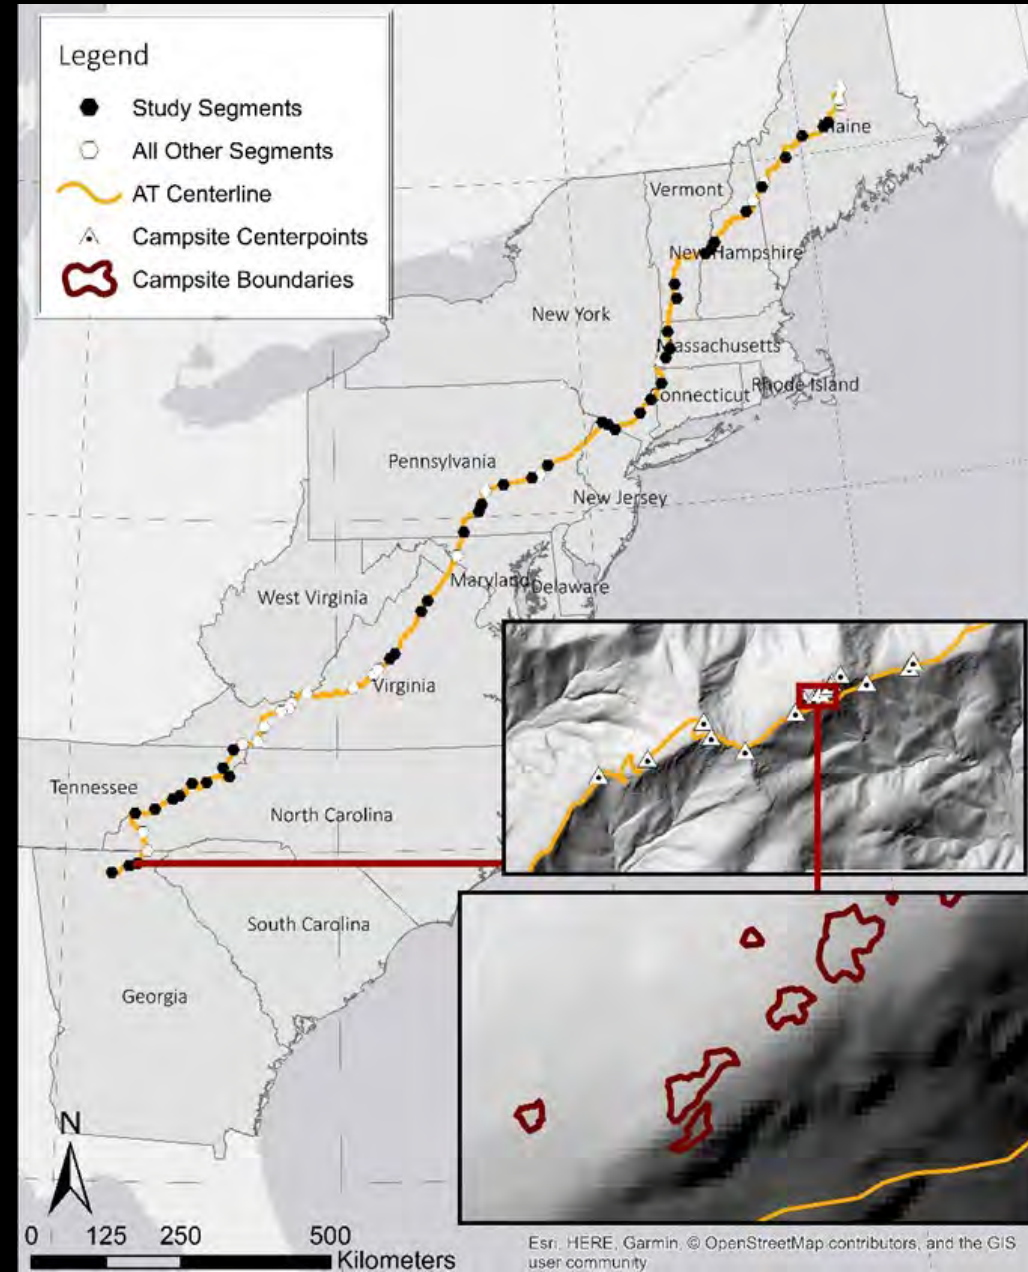 Legend
Study Segments
All Other Segments
AT Centerline
Campsite Centerpoints
Campsite Boundaries
aine
Vermont
New Hampshire
New York
Massachusetts
Rhode Island
onnecticut
Pennsylvania
New Jersey
Maryland
Delaware
West Virginia
Virginia
Tennessee
North Carolina
South Carolina
Georgia
N
0 125 250 500
Kilometers
Esri, HERE, Garmin, © OpenStreetMap contributors, and the GIS
user community